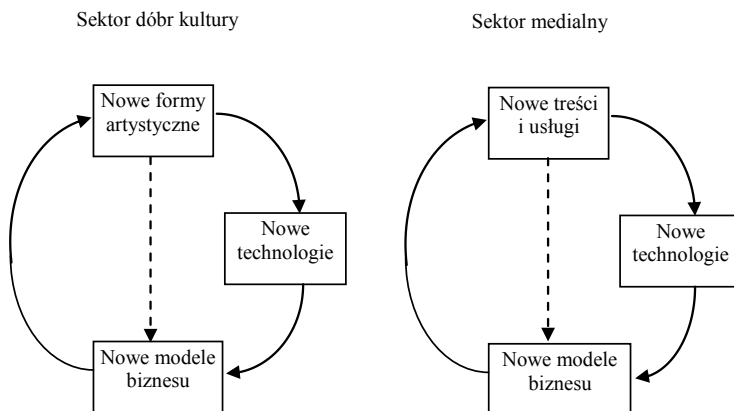 Sektor dóbr kultury
Nowe formy
artystyczne
Nowe
technologie
Nowe modele
biznesu
Sektor medialny
Nowe treści
i usługi
Nowe
technologie
Nowe modele
biznesu